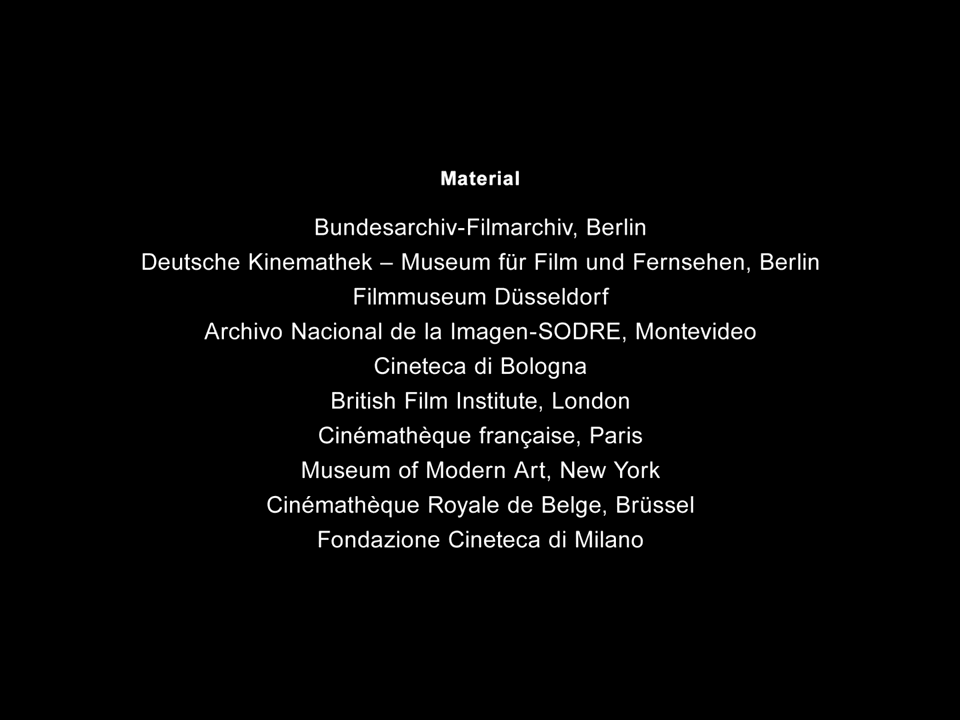 Material
Bundesarchiv-Filmarchiv, Berlin
Deutsche Kinemathek – Museum für Film und Fernsehen, Berlin
Filmmuseum Düsseldorf
Archivo Nacional de la Imagen-SODRE, Montevideo
Cineteca di Bologna
British Film Institute, London
Cinémathèque française, Paris
Museum of Modern Art, New York
Cinémathèque Royale de Belge, Brüssel
Fondazione Cineteca di Milano